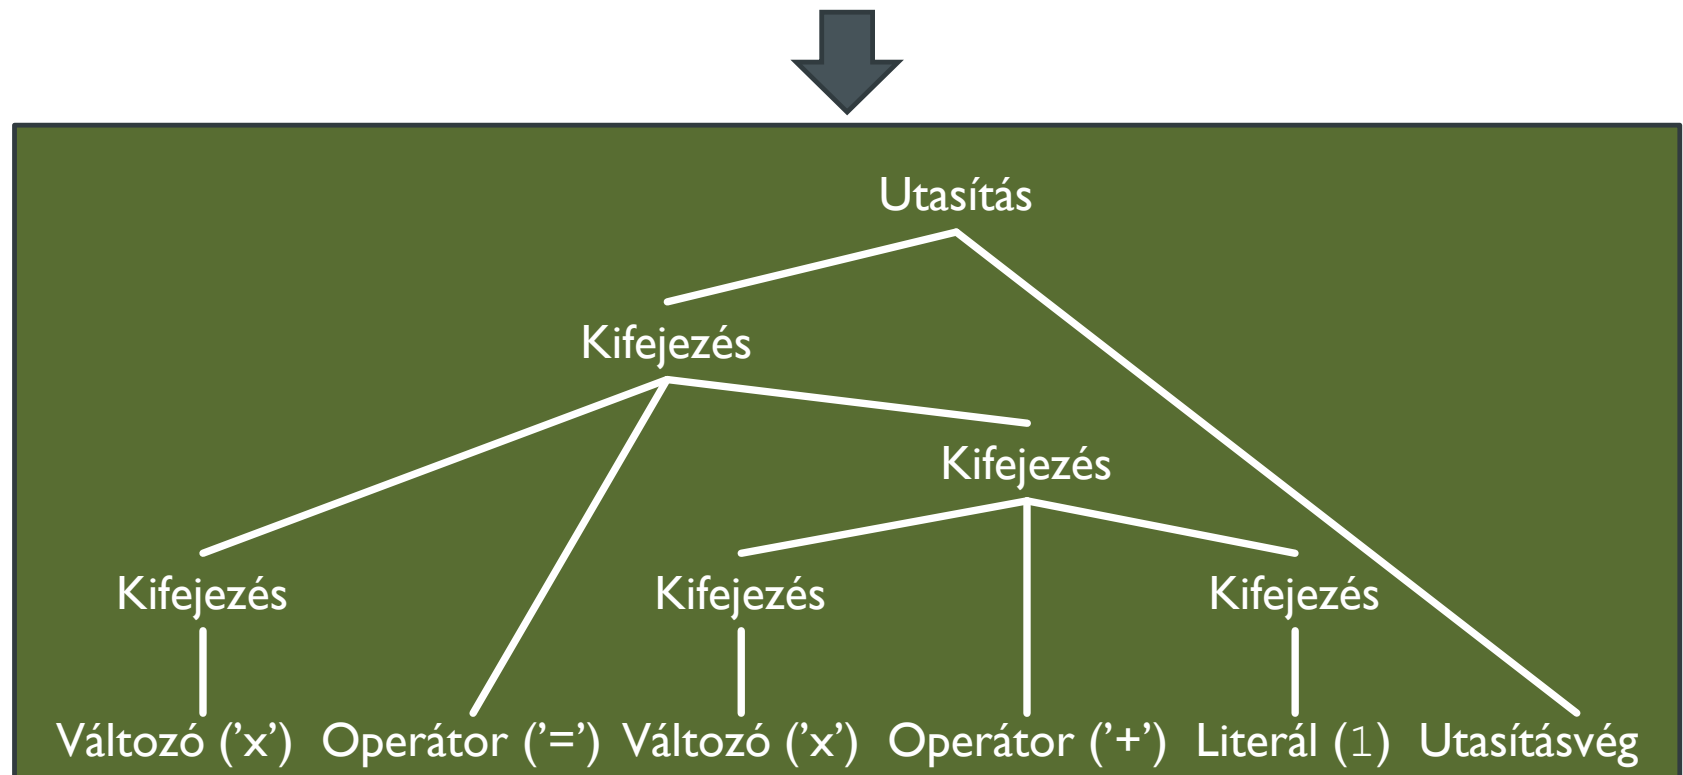 Utasítás
Kifejezés
Kifejezés
Kifejezés Kifejezés Kifejezés
Változó (’x’) Operátor (’=’) Változó (’x’) Operátor (’+’) Literál (1) Utasításvég